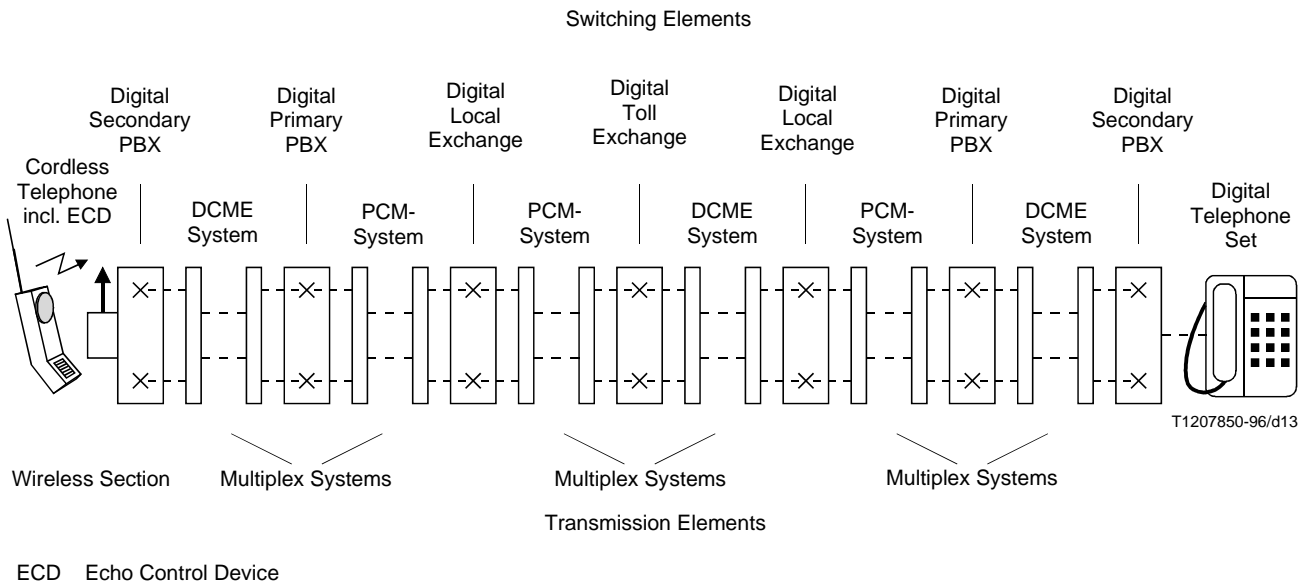 Switching Elements
Digital
Secondary
PBX
Digital
Primary
PBX
Digital
Local
Exchange
Digital
Toll
Exchange
Digital
Local
Exchange
Digital
Primary
PBX
Digital
Secondary
PBX
Cordless
Telephone
incl. ECD
DCME
System
PCM-
System
PCM-
System
DCME
System
PCM-
System
DCME
System
Digital
Telephone
Set
T1207850-96/d13
Wireless Section
Multiplex Systems
Multiplex Systems
Multiplex Systems
Transmission Elements
ECD Echo Control Device